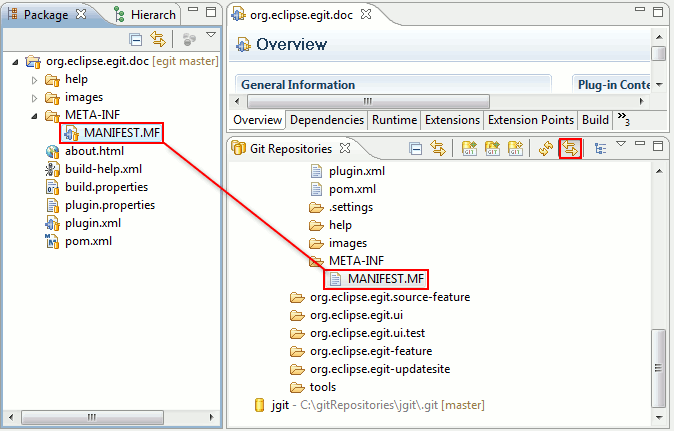 Package
Hierarch
org.eclipse.egit.doc [egit master]
help
images
META-INF
MANIFEST.MF
about.html
build-help.xml
build.properties
plugin.properties
plugin.xml
pom.xml
org.eclipse.egit.doc
Overview
General Information
Plug-in Conte
Overview Dependencies Runtime Extensions Extension Points Build »3
Git Repositories
GIT GIT GIT
plugin.xml
pom.xml
.settings
help
images
META-INF
MANIFEST.MF
org.eclipse.egit.source-feature
org.eclipse.egit.ui
org.eclipse.egit.ui.test
org.eclipse.egit-feature
org.eclipse.egit-updatesite
tools
jgit - C:\gitRepositories\jgit\.git [master]